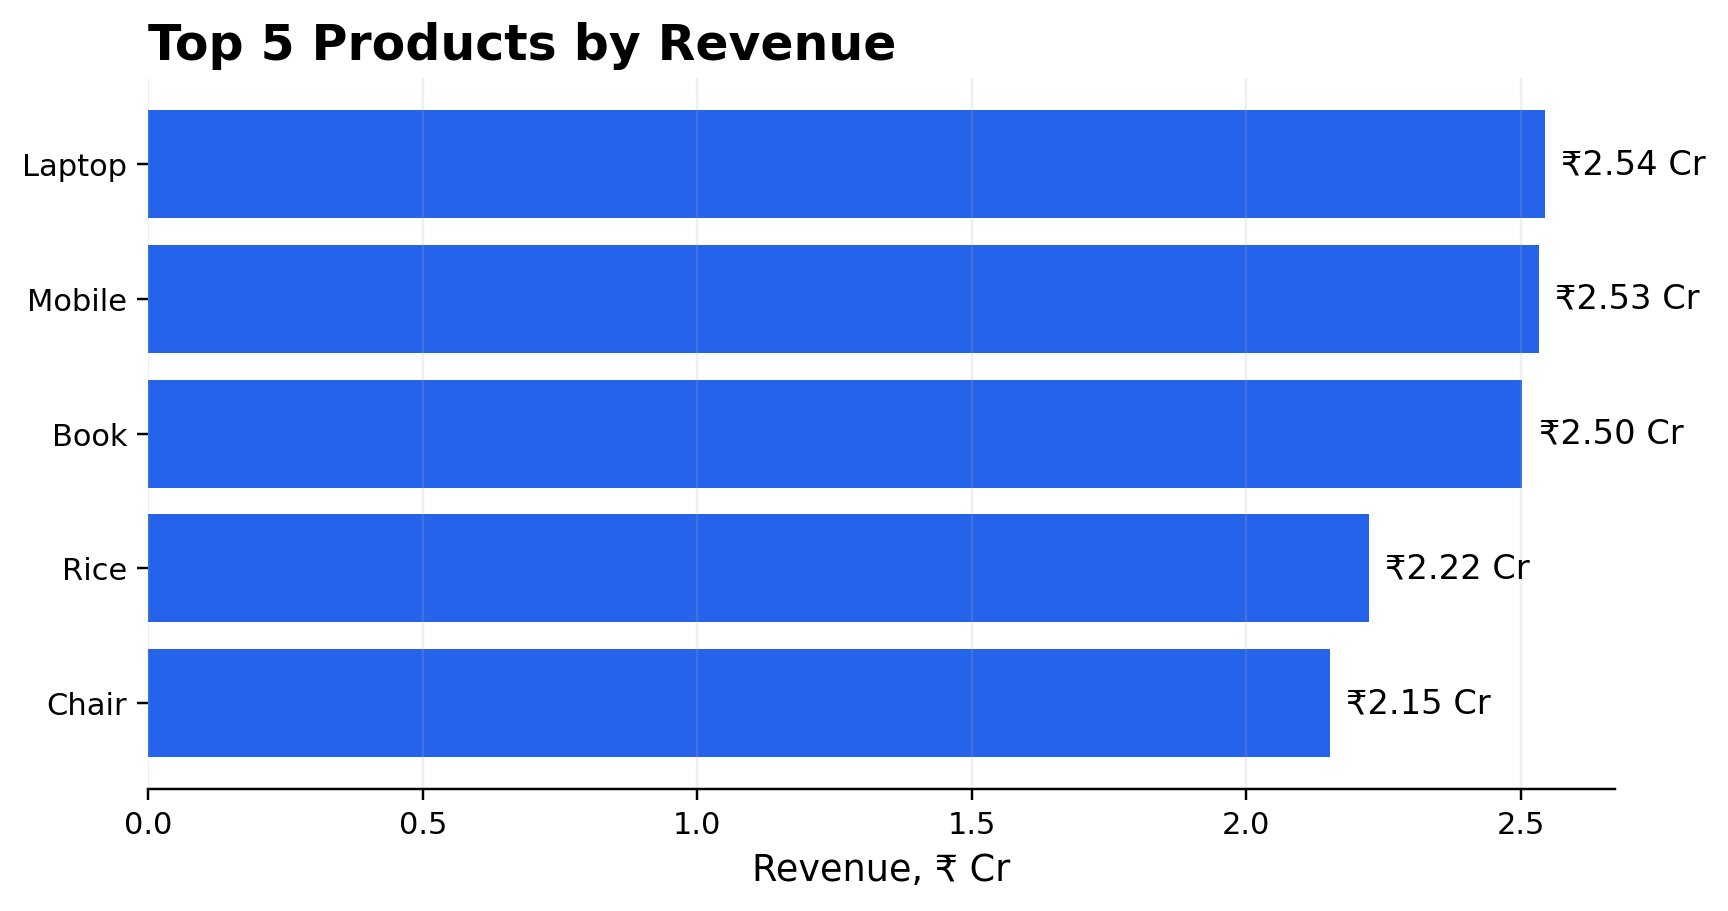 Top 5 Products by Revenue
Laptop ₹2.54 Cr
Mobile ₹2.53 Cr
Book ₹2.50 Cr
Rice ₹2.22 Cr
Chair ₹2.15 Cr
0.0 0.5 1.0 1.5 2.0 2.5
Revenue, ₹ Cr